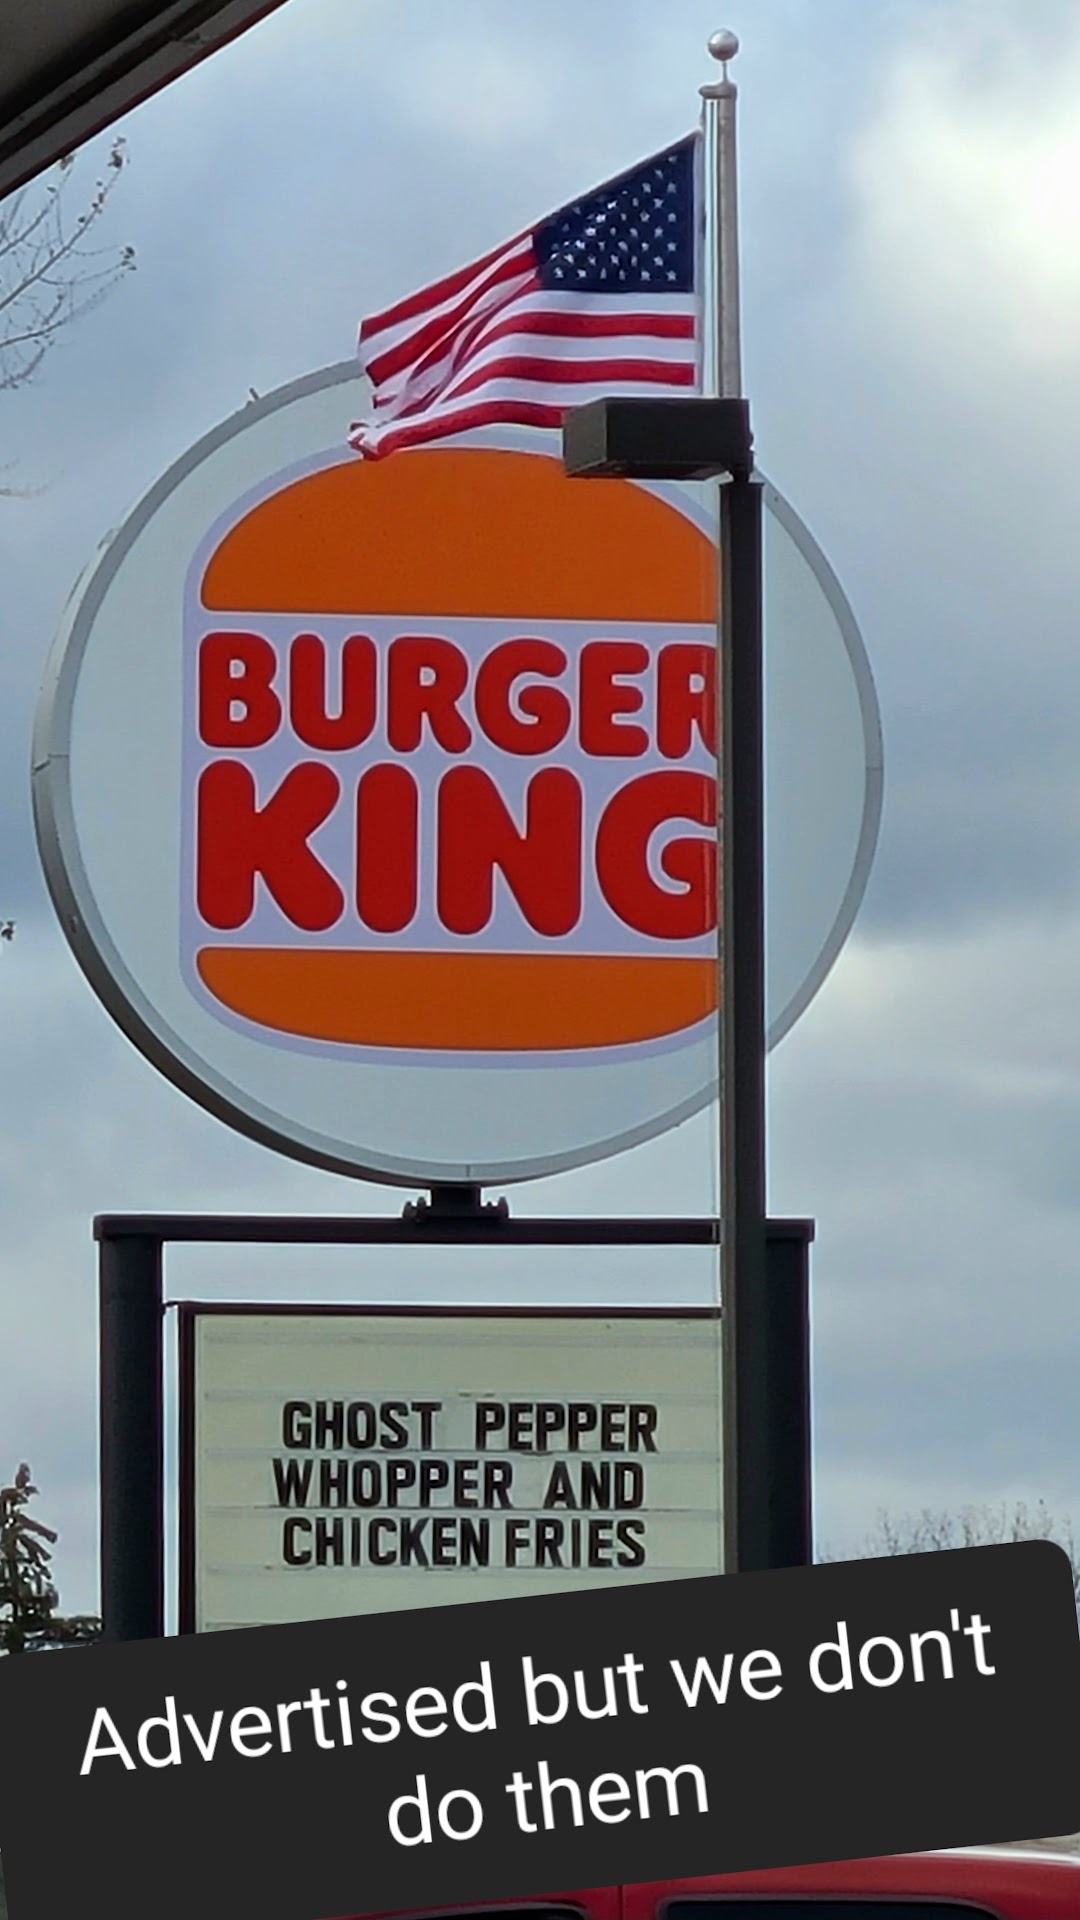 BURGER
KING
GHOST PEPPER
WHOPPER AND
CHICKEN FRIES
Advertised but we don't
do them